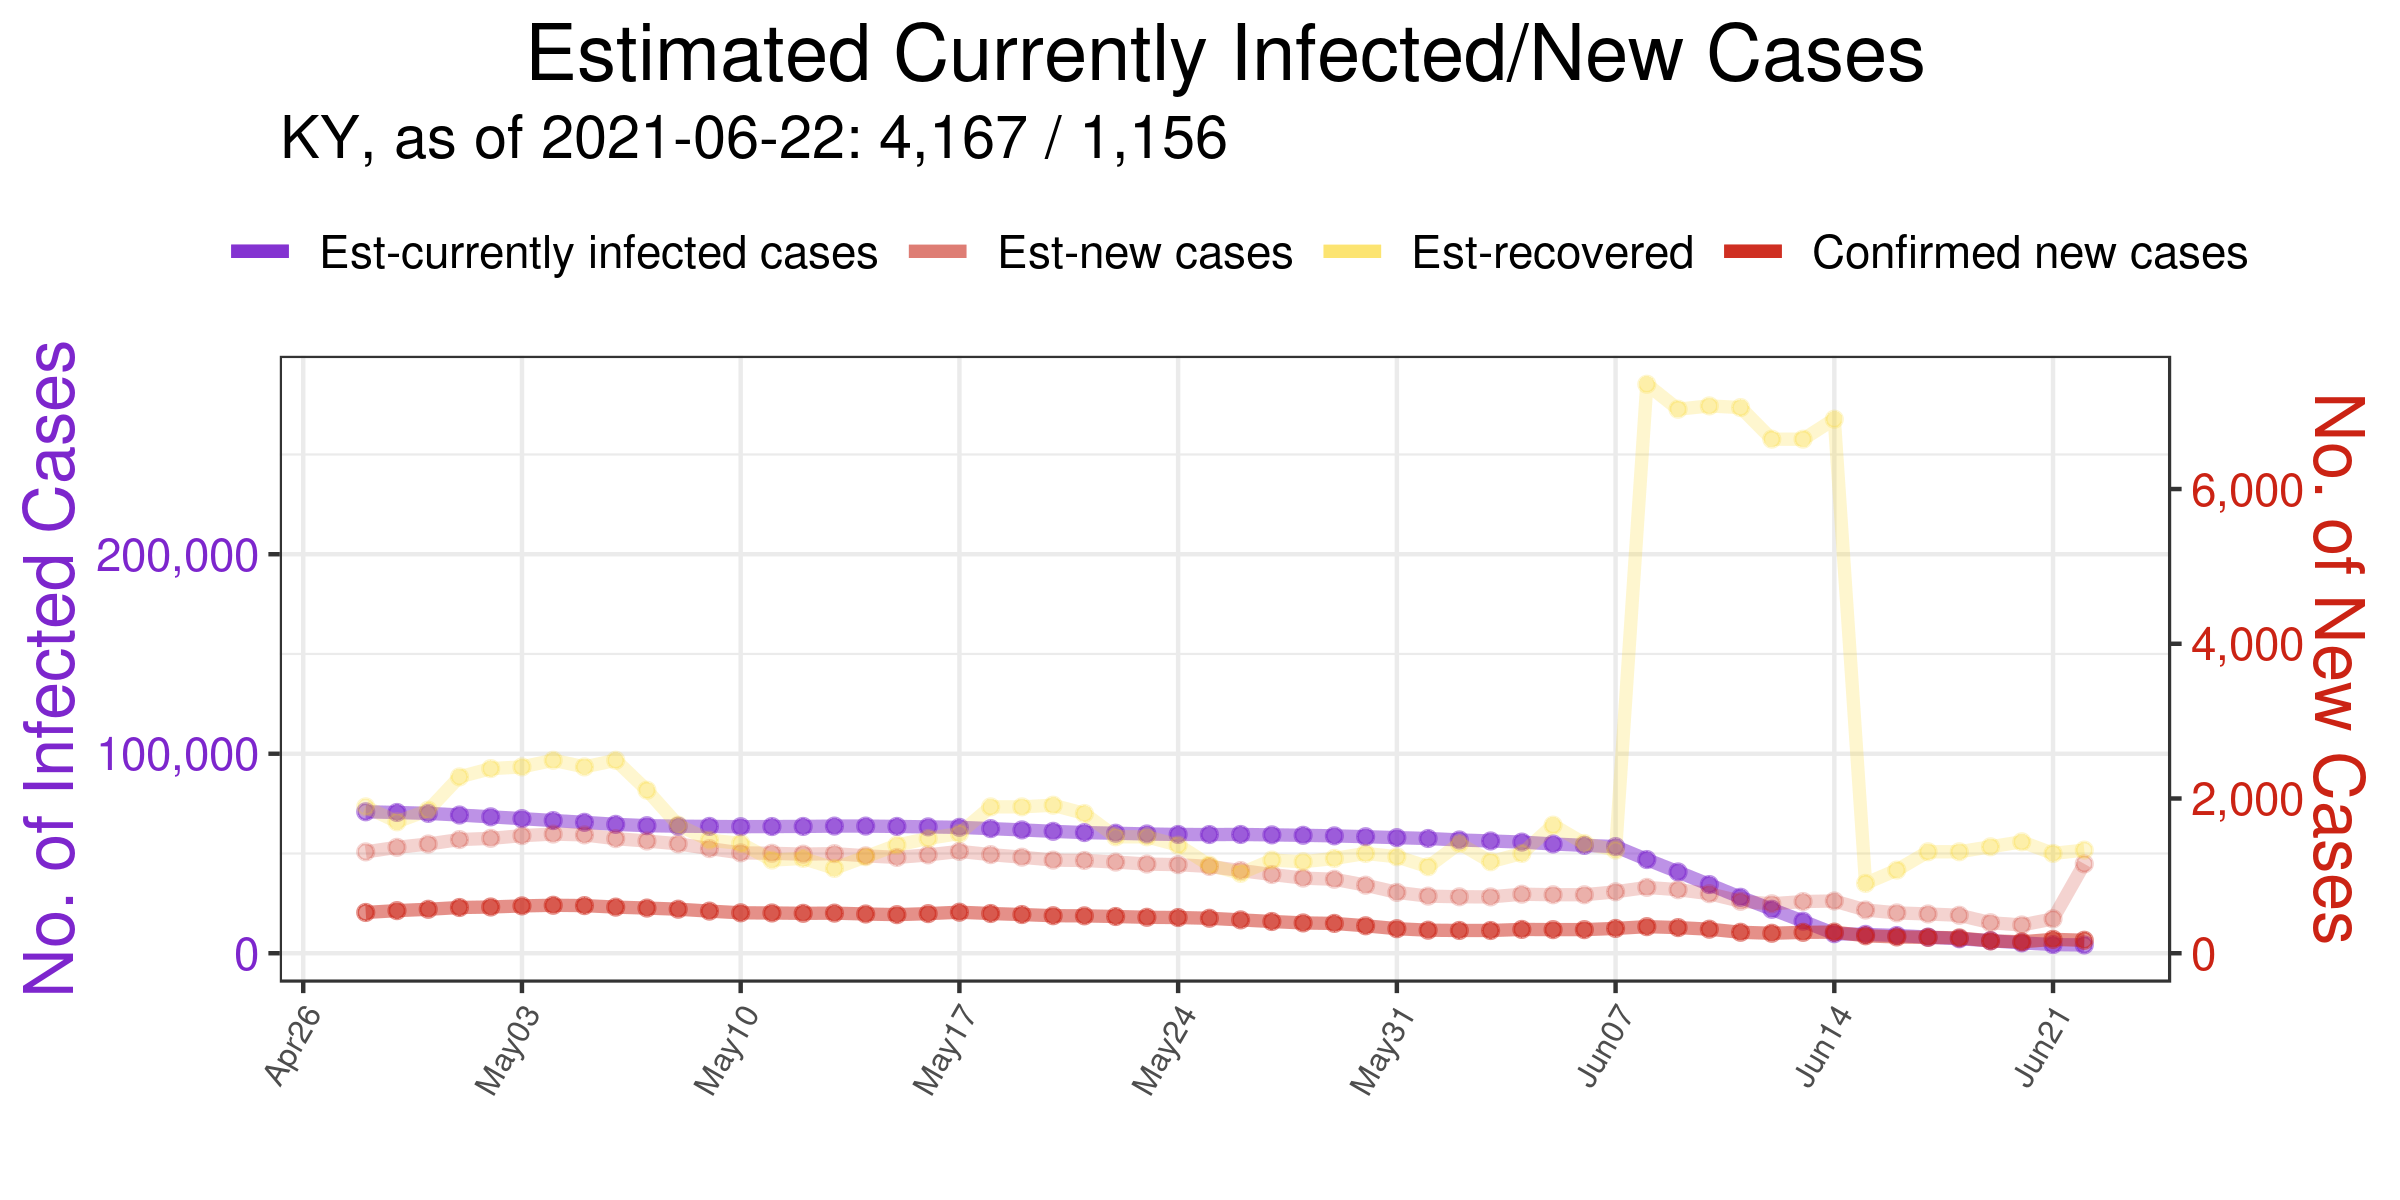 Estimated Currently Infected/New Cases
KY, as of 2021-06-22: 4,167 / 1,156
Est-currently infected cases Est-new cases Est-recovered Confirmed new cases
No. of Infected Cases
200,000
100,000
0
6,000
4,000
2,000
0
No. of New Cases
Apr26 May03 May10 May17 May24 May31 Jun07 Jun14 Jun21